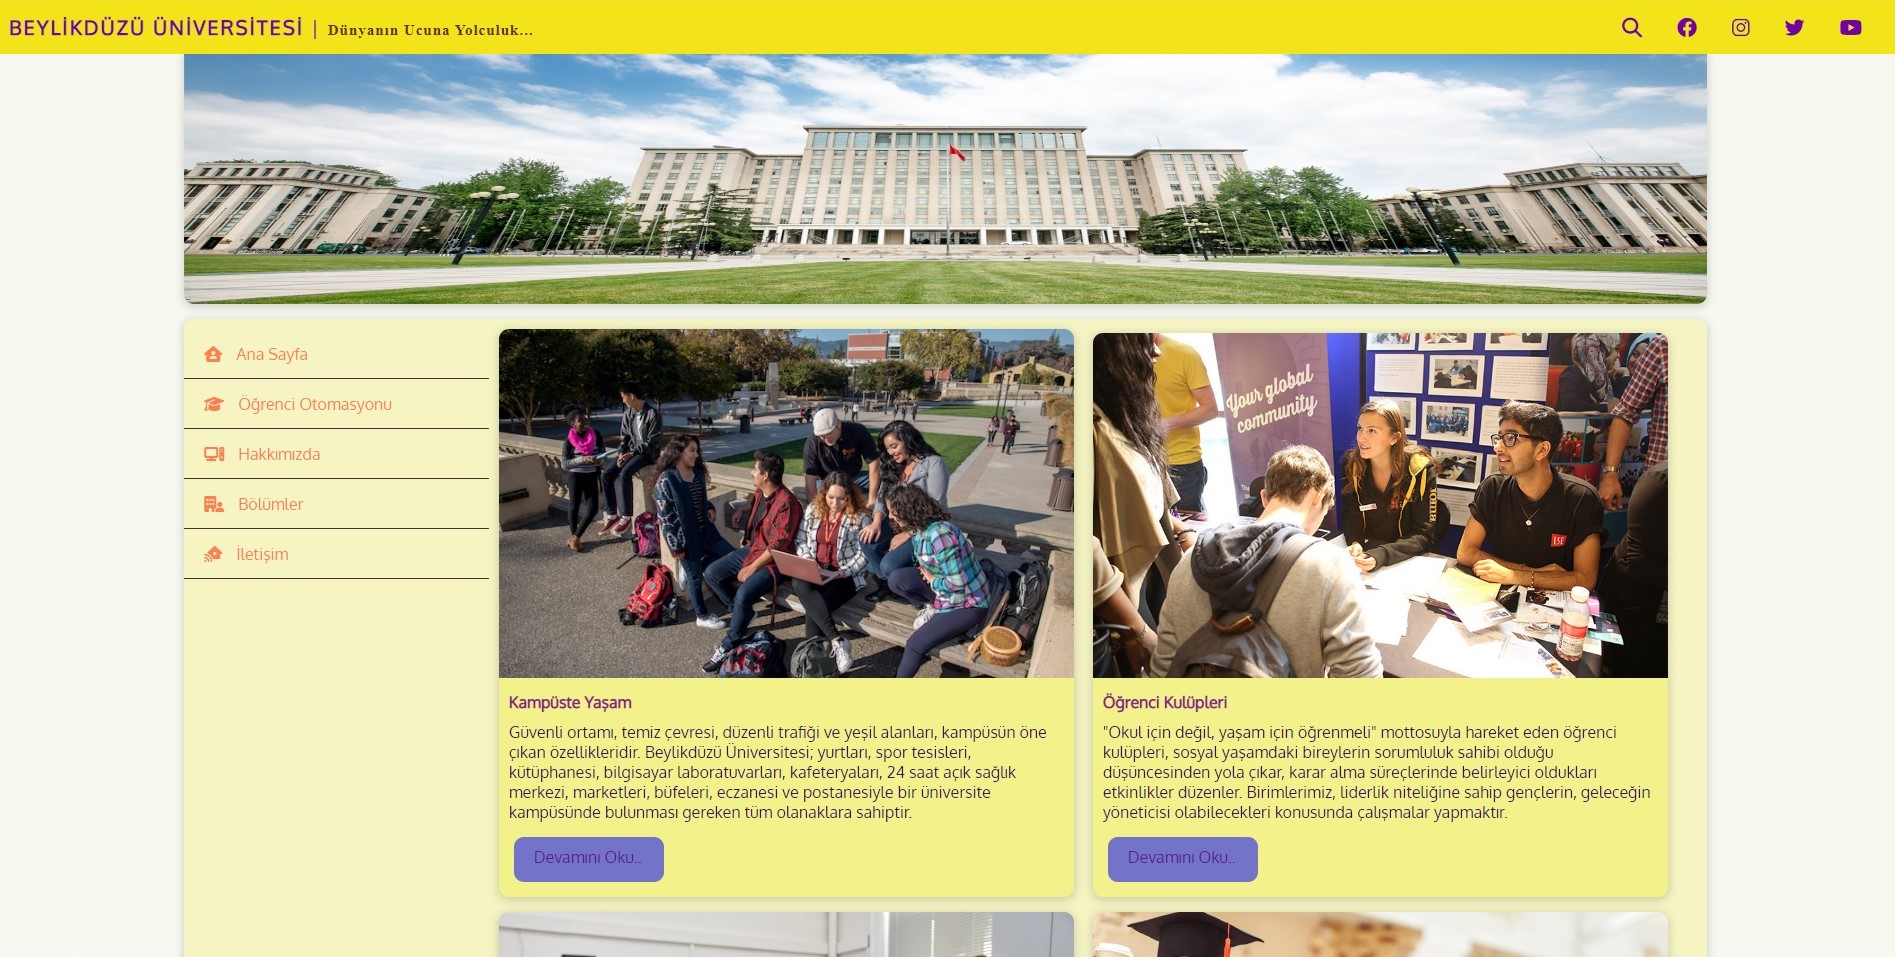 BEYLİKDÜZÜ ÜNİVERSİTESİ | Dünyanın Ucuna Yolculuk...
Ana Sayfa
Öğrenci Otomasyonu
Hakkımızda
Bölümler
İletişim
Your global
community
Kampüste Yaşam
Güvenli ortamı, temiz çevresi, düzenli trafiği ve yeşil alanları, kampüsün öne
çıkan özellikleridir. Beylikdüzü Üniversitesi; yurtları, spor tesisleri,
kütüphanesi, bilgisayar laboratuvarları, kafeteryaları, 24 saat açık sağlık
merkezi, marketleri, büfeleri, eczanesi ve postanesiyle bir üniversite
kampüsünde bulunması gereken tüm olanaklara sahiptir.
Devamını Oku..
Öğrenci Kulüpleri
"Okul için değil, yaşam için öğrenmeli" mottosuyla hareket eden öğrenci
kulüpleri, sosyal yaşamdaki bireylerin sorumluluk sahibi olduğu
düşüncesinden yola çıkar, karar alma süreçlerinde belirleyici oldukları
etkinlikler düzenler. Birimlerimiz, liderlik niteliğine sahip gençlerin, geleceğin
yöneticisi olabilecekleri konusunda çalışmalar yapmaktır.
Devamını Oku..